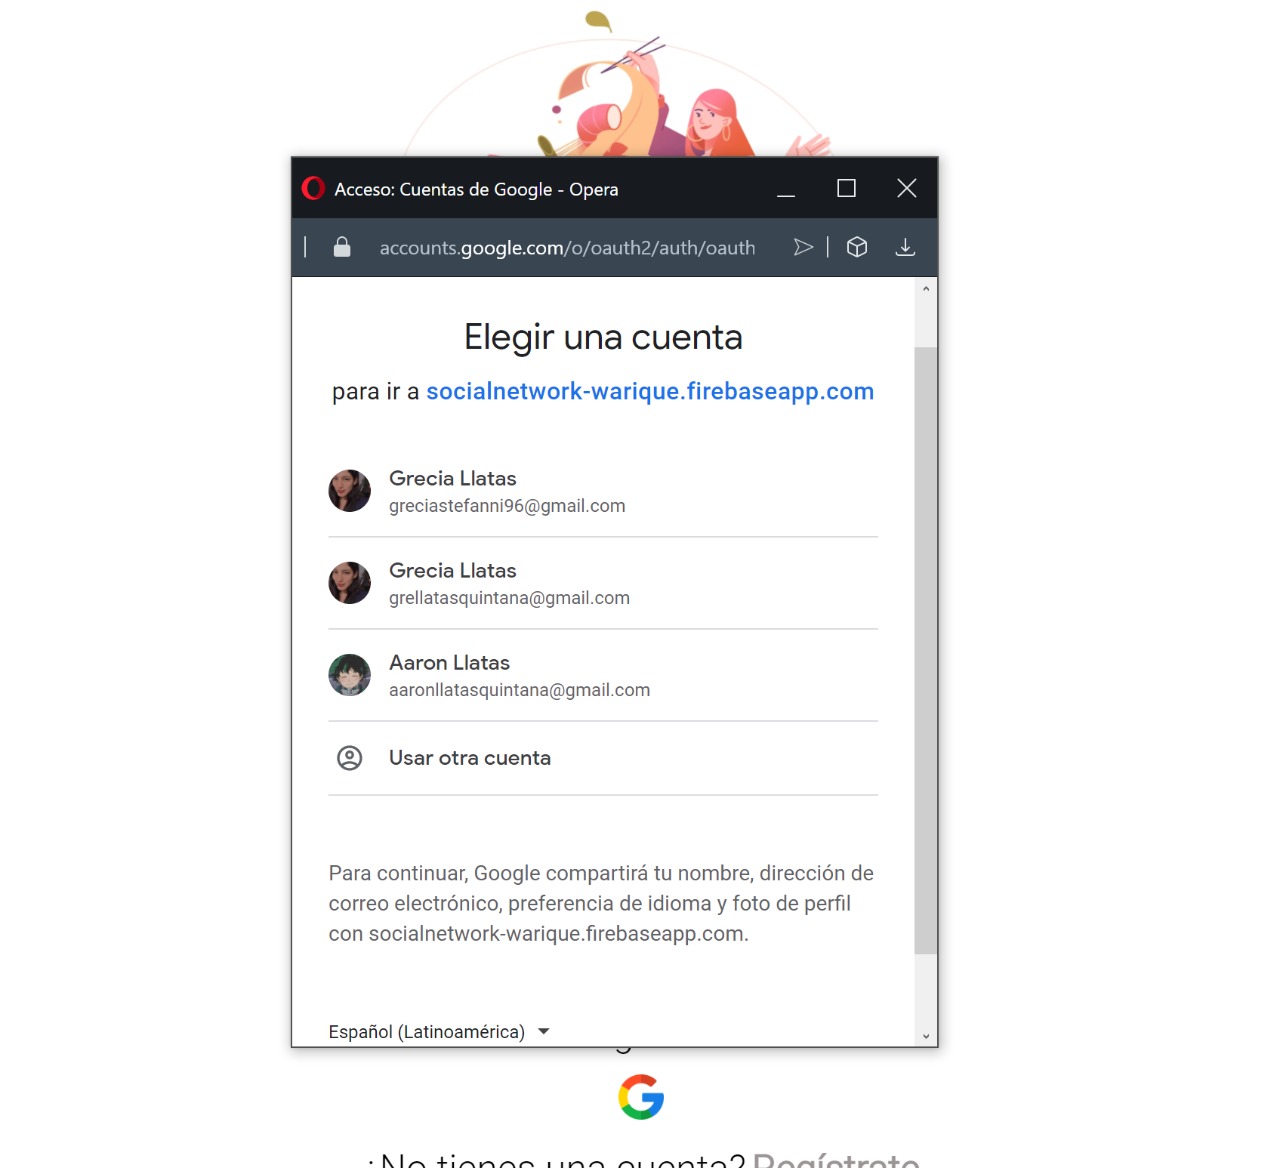 Acceso: Cuentas de Google - Opera
accounts.google.com/o/oauth2/auth/oauth
Elegir una cuenta
para ir a socialnetwork-warique.firebaseapp.com
Grecia Llatas
greciastefanni96@gmail.com
Grecia Llatas
grellatasquintana@gmail.com
Aaron Llatas
aaronllatasquintana@gmail.com
Usar otra cuenta
Para continuar, Google compartirá tu nombre, dirección de
correo electrónico, preferencia de idioma y foto de perfil
con socialnetwork-warique.firebaseapp.com.
Español (Latinoamérica)
¿No tienes una cuenta? Regístrate